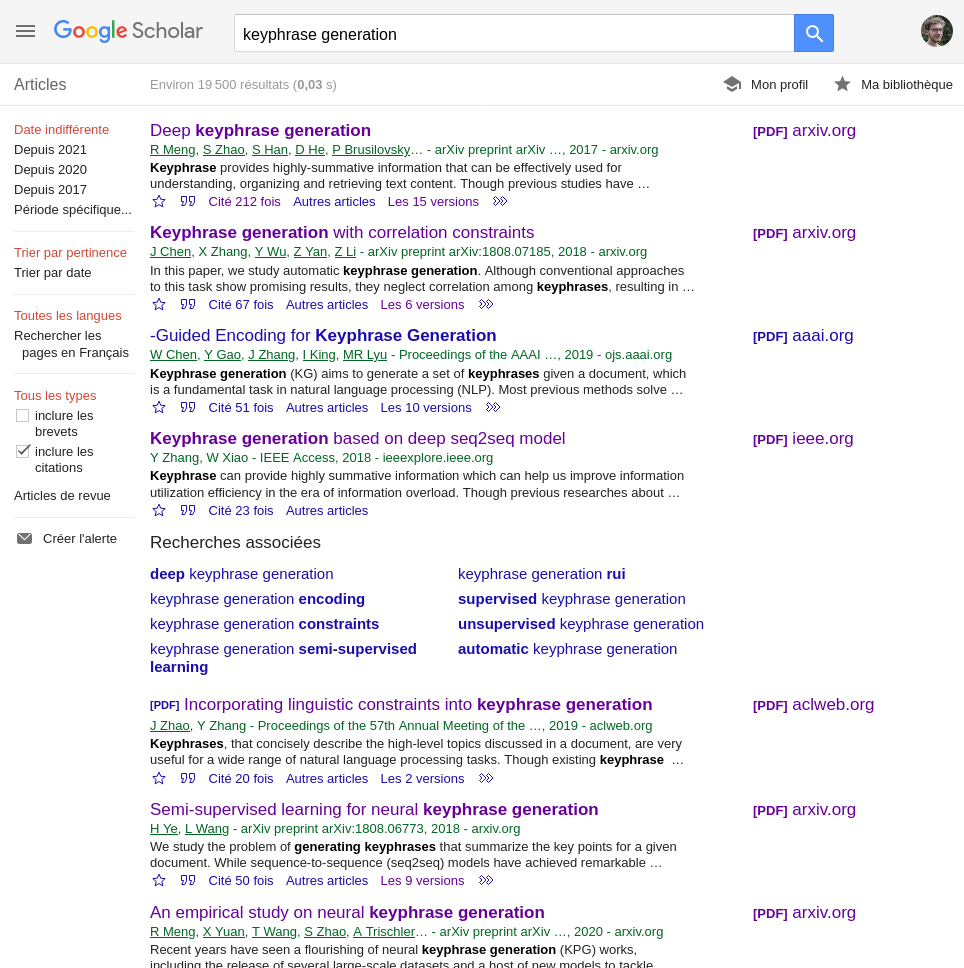 Google Scholar
keyphrase generation
Articles
Environ 19 500 résultats (0,03 s)
Mon profil
Ma bibliothèque
Date indifférente
Depuis 2021
Depuis 2020
Depuis 2017
Période spécifique...
Trier par pertinence
Trier par date
Toutes les langues
Rechercher les
pages en Français
Tous les types
inclure les
brevets
inclure les
citations
Articles de revue
Créer l'alerte
Deep keyphrase generation
[PDF] arxiv.org
R Meng, S Zhao, S Han, D He, P Brusilovsky… - arXiv preprint arXiv …, 2017 - arxiv.org
Keyphrase provides highly-summative information that can be effectively used for
understanding, organizing and retrieving text content. Though previous studies have …
Cité 212 fois Autres articles Les 15 versions
Keyphrase generation with correlation constraints
[PDF] arxiv.org
J Chen, X Zhang, Y Wu, Z Yan, Z Li - arXiv preprint arXiv:1808.07185, 2018 - arxiv.org
In this paper, we study automatic keyphrase generation. Although conventional approaches
to this task show promising results, they neglect correlation among keyphrases, resulting in …
Cité 67 fois Autres articles Les 6 versions
-Guided Encoding for Keyphrase Generation
[PDF] aaai.org
W Chen, Y Gao, J Zhang, I King, MR Lyu - Proceedings of the AAAI …, 2019 - ojs.aaai.org
Keyphrase generation (KG) aims to generate a set of keyphrases given a document, which
is a fundamental task in natural language processing (NLP). Most previous methods solve …
Cité 51 fois Autres articles Les 10 versions
Keyphrase generation based on deep seq2seq model
[PDF] ieee.org
Y Zhang, W Xiao - IEEE Access, 2018 - ieeexplore.ieee.org
Keyphrase can provide highly summative information which can help us improve information
utilization efficiency in the era of information overload. Though previous researches about …
Cité 23 fois Autres articles
Recherches associées
deep keyphrase generation
keyphrase generation rui
keyphrase generation encoding
supervised keyphrase generation
keyphrase generation constraints
unsupervised keyphrase generation
keyphrase generation semi-supervised
learning
automatic keyphrase generation
[PDF] Incorporating linguistic constraints into keyphrase generation
[PDF] aclweb.org
J Zhao, Y Zhang - Proceedings of the 57th Annual Meeting of the …, 2019 - aclweb.org
Keyphrases, that concisely describe the high-level topics discussed in a document, are very
useful for a wide range of natural language processing tasks. Though existing keyphrase …
Cité 20 fois Autres articles Les 2 versions
Semi-supervised learning for neural keyphrase generation
[PDF] arxiv.org
H Ye, L Wang - arXiv preprint arXiv:1808.06773, 2018 - arxiv.org
We study the problem of generating keyphrases that summarize the key points for a given
document. While sequence-to-sequence (seq2seq) models have achieved remarkable …
Cité 50 fois Autres articles Les 9 versions
An empirical study on neural keyphrase generation
[PDF] arxiv.org
R Meng, X Yuan, T Wang, S Zhao, A Trischler… - arXiv preprint arXiv …, 2020 - arxiv.org
Recent years have seen a flourishing of neural keyphrase generation (KPG) works,
including the release of several large-scale datasets and a host of new models to tackle